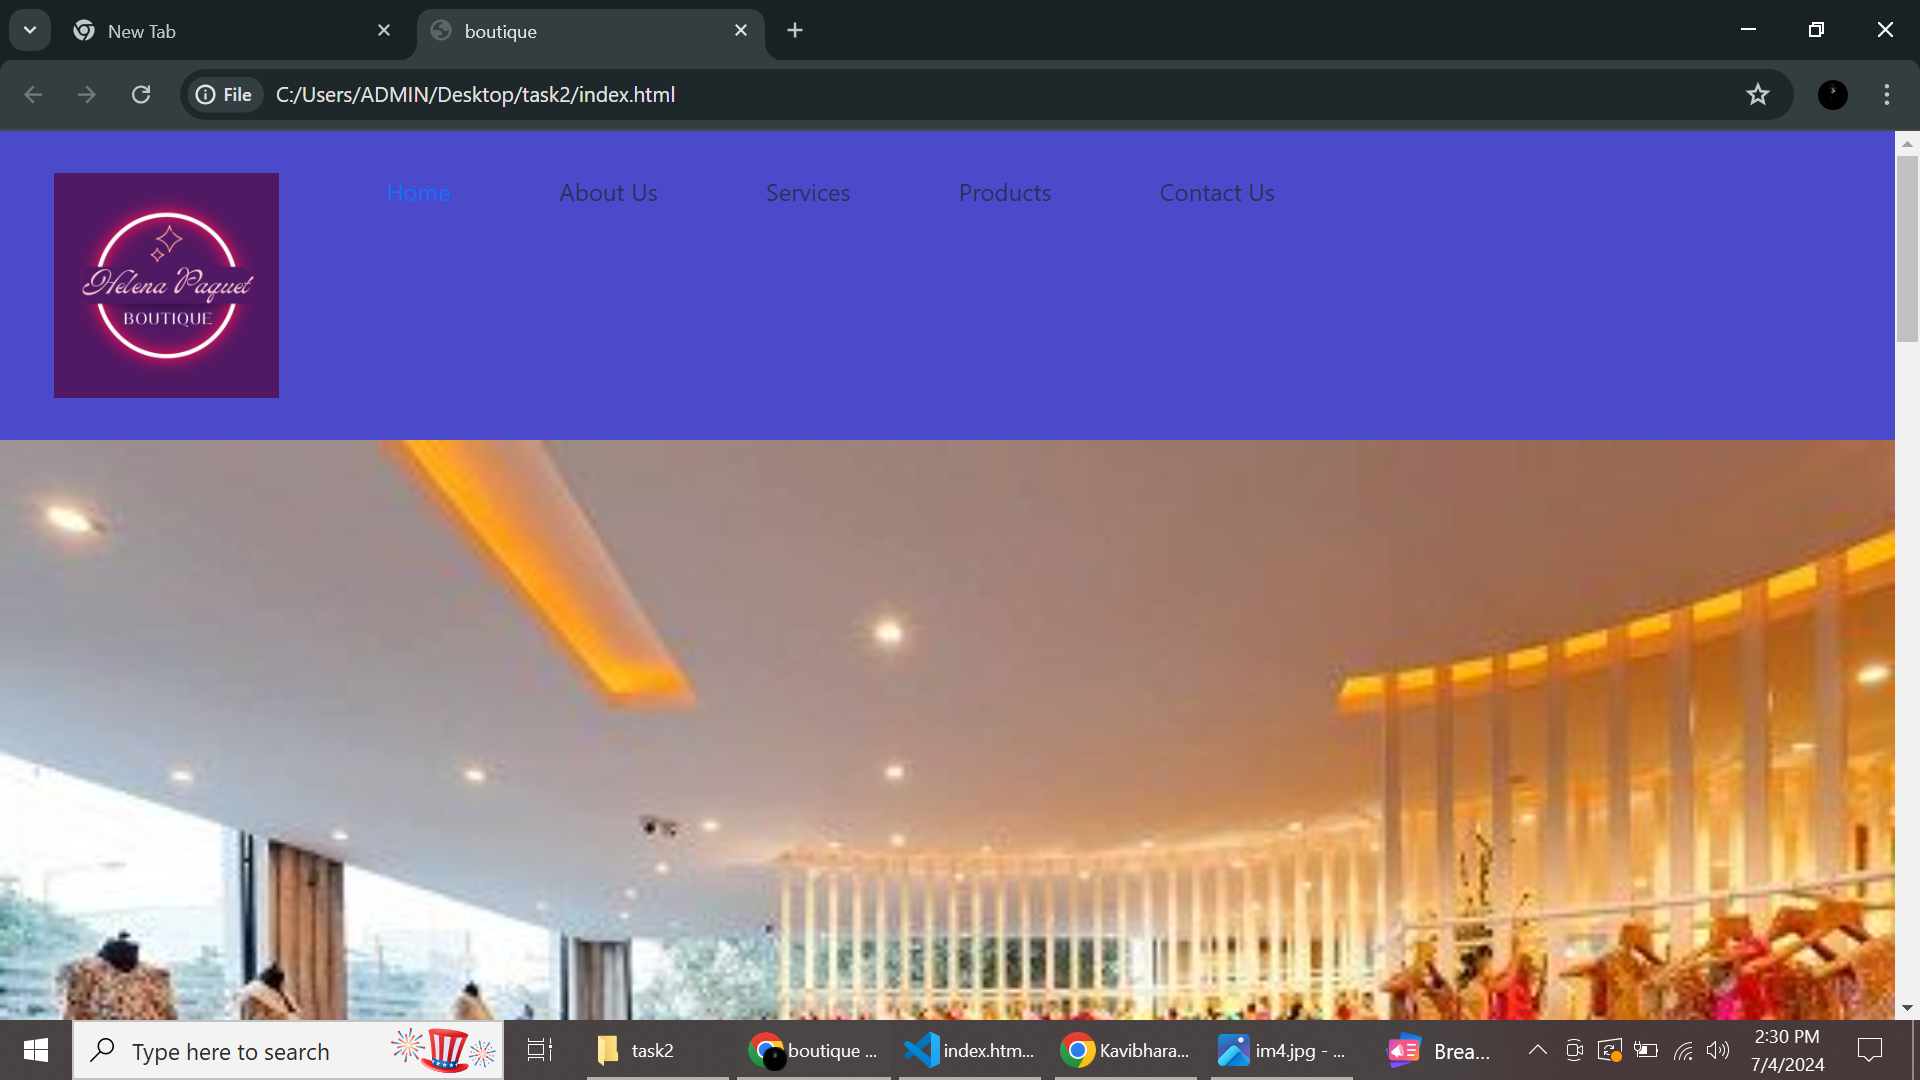 New Tab
boutique
File
C:/Users/ADMIN/Desktop/task2/index.html
Home
About Us
Services
Products
Contact Us
Helena Paquet
BOUTIQUE
Type here to search
task2
boutique ...
index.htm...
Kavibhara...
im4.jpg - ...
Brea...
2:30 PM
7/4/2024